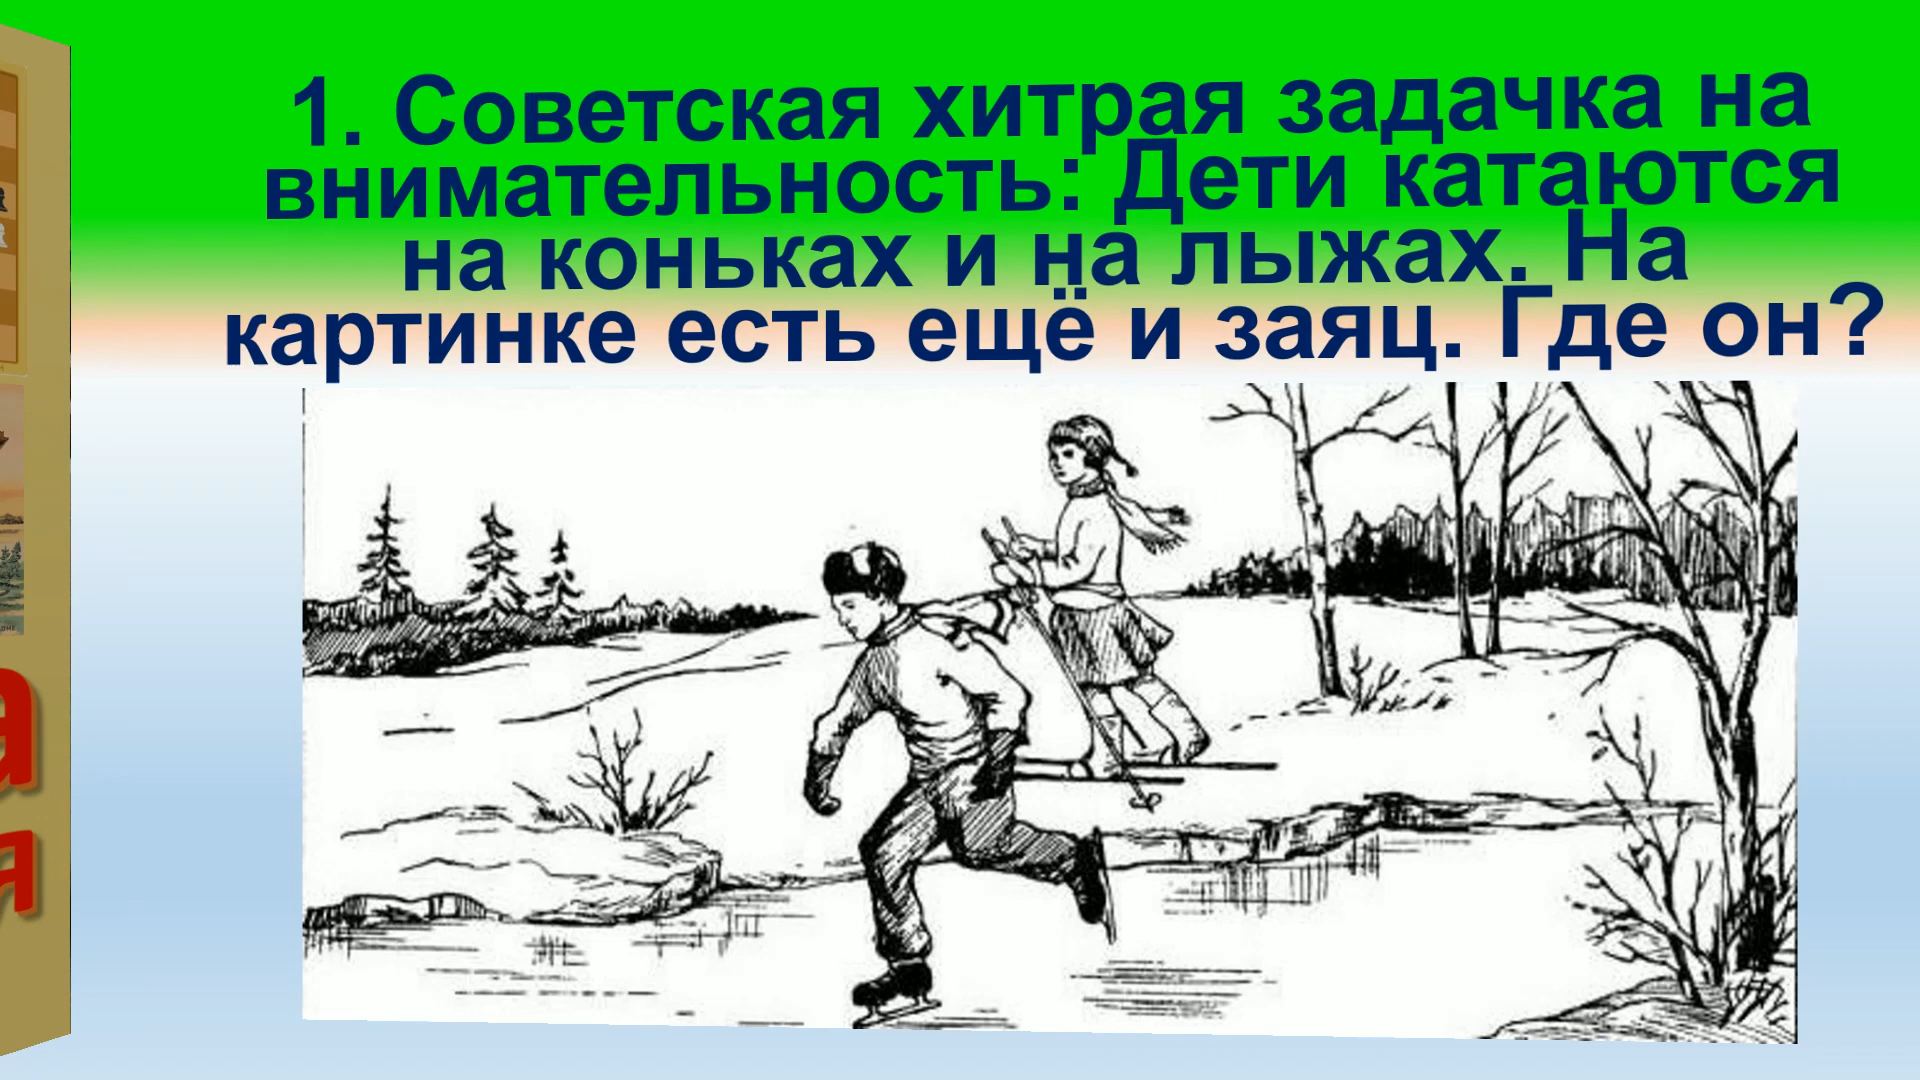 1. Советская хитрая задачка на
внимательность: Дети катаются
на коньках и на лыжах. На
картинке есть ещё и заяц. Где он?
а
я